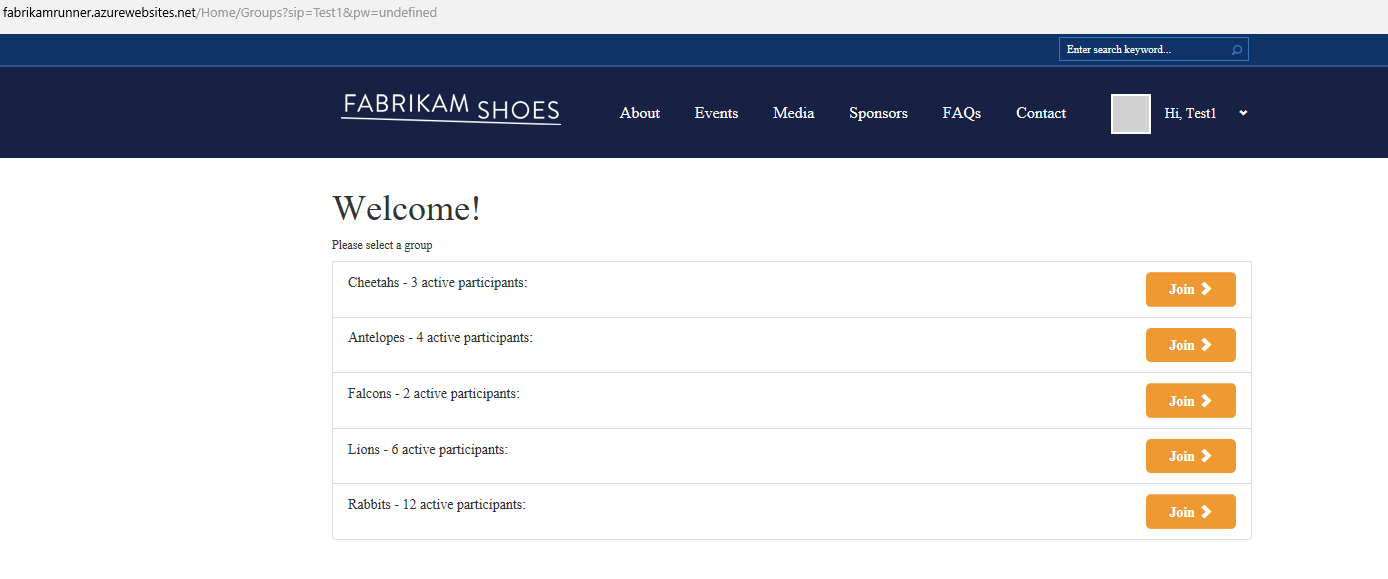 fabrikamrunner.azurewebsites.net/Home/Groups?sip=Test1&pw=undefined
Enter search keyword...
FABRIKAM SHOES About Events Media Sponsors FAQs Contact Hi, Test1
Welcome!
Please select a group
Cheetahs - 3 active participants: Join
Antelopes - 4 active participants: Join
Falcons - 2 active participants: Join
Lions - 6 active participants: Join
Rabbits - 12 active participants: Join